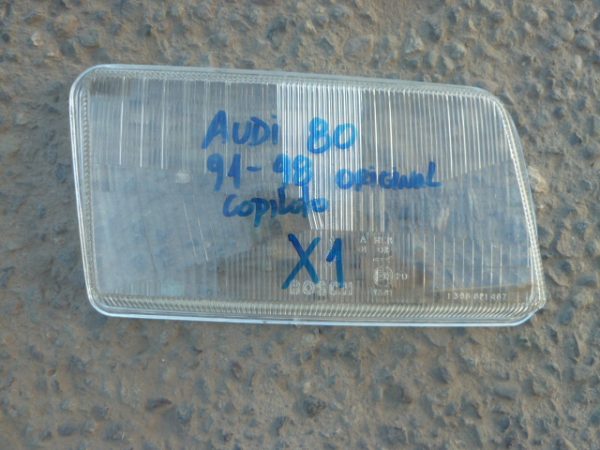 AUDi 80
91-98 ORiGiNAL
Copiloto
X1
BOSCH